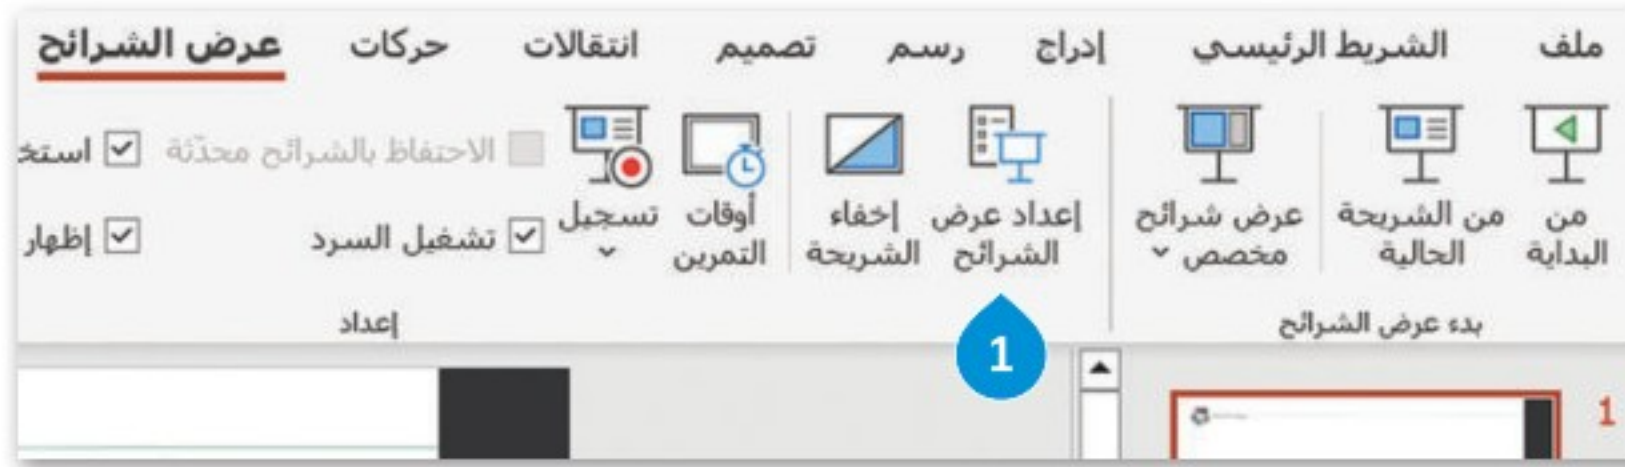 ملف الشريط الرئيسي إدراج رسم تصميم انتقالات حركات عرض الشرائح
من البداية
من الشريحة الحالية
عرض شرائح مخصص
إعداد عرض الشرائح
إخفاء الشريحة
أوقات التمرين
تسجيل
الاحتفاظ بالشرائح محدّثة
تشغيل السرد
استخ
إظهار
بدء عرض الشرائح
إعداد
1
1